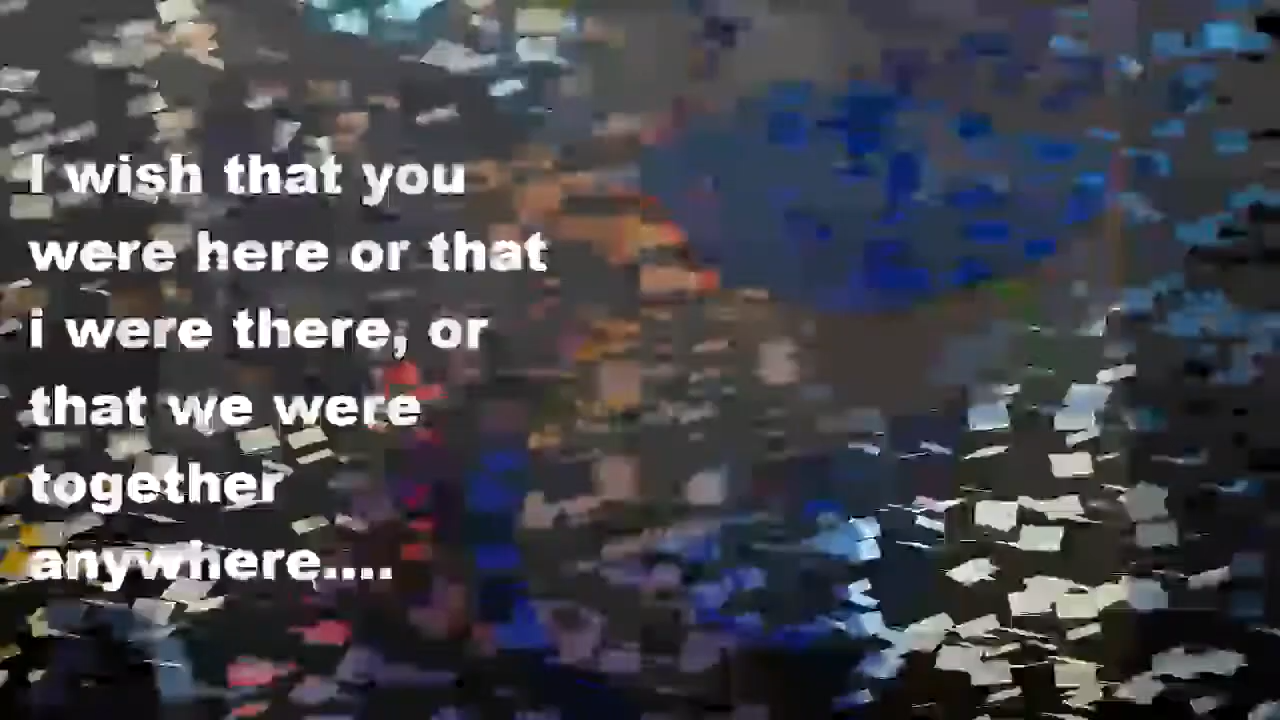 I wish that you
were here or that
i were there, or
that we were
together
anywhere....